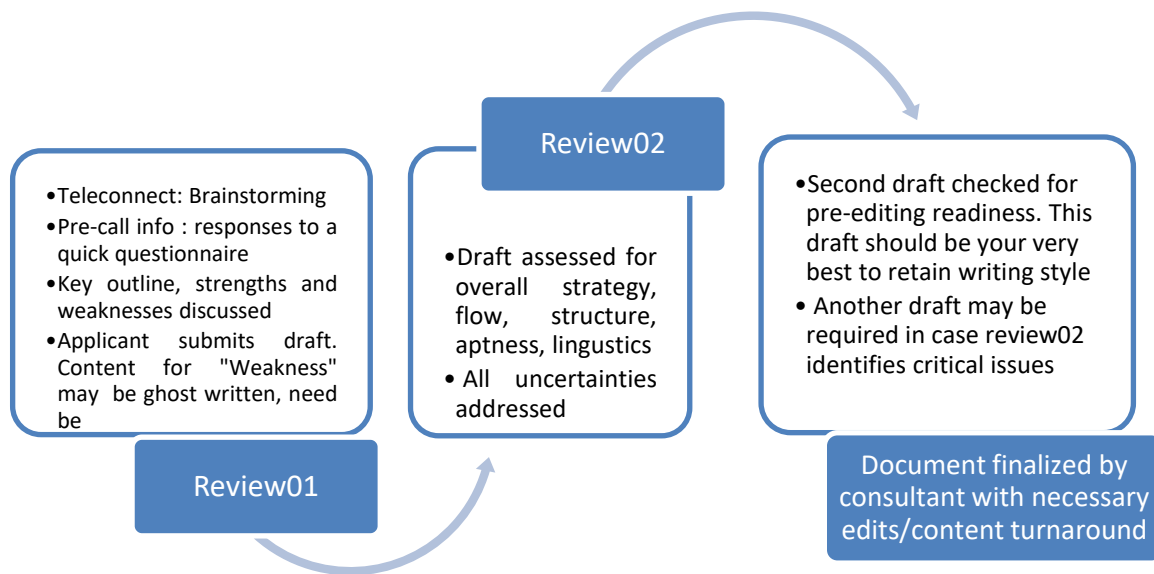 •Teleconnect: Brainstorming
•Pre-call info : responses to a
quick questionnaire
•Key outline, strengths and
weaknesses discussed
•Applicant submits draft.
Content for "Weakness"
may be ghost written, need
be
Review01
Review02
•Draft assessed for
overall strategy,
flow, structure,
aptness, lingustics
• All uncertainties
addressed
•Second draft checked for
pre-editing readiness. This
draft should be your very
best to retain writing style
• Another draft may be
required in case review02
identifies critical issues
Document finalized by
consultant with necessary
edits/content turnaround